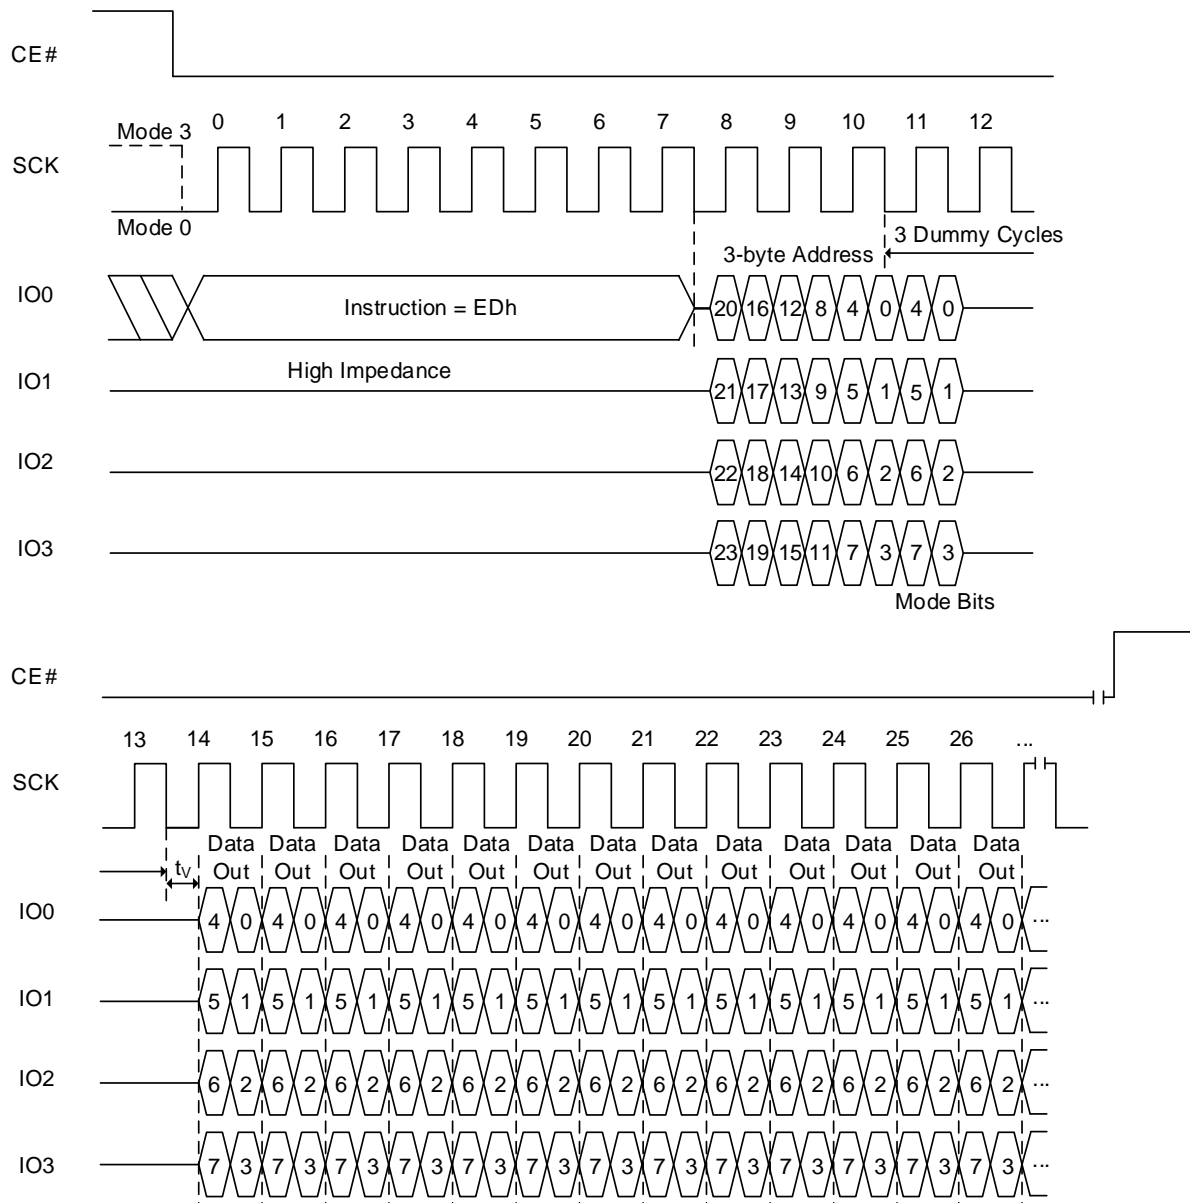 CE#
0 1 2 3 4 5 6 7 8 9 10 11 12
Mode 3
SCK
Mode 0
3 Dummy Cycles
3-byte Address
IO0 Instruction = EDh 20 16 12 8 4 0 4 0
High Impedance
IO1 21 17 13 9 5 1 5 1
IO2 22 18 14 10 6 2 6 2
IO3 23 19 15 11 7 3 7 3
Mode Bits
CE#
13 14 15 16 17 18 19 20 21 22 23 24 25 26 ...
SCK
Data Data Data Data Data Data Data Data Data Data Data Data Data
tV Out Out Out Out Out Out Out Out Out Out Out Out Out
IO0 4 0 4 0 4 0 4 0 4 0 4 0 4 0 4 0 4 0 4 0 4 0 4 0 4 0 ...
IO1 5 1 5 1 5 1 5 1 5 1 5 1 5 1 5 1 5 1 5 1 5 1 5 1 5 1 ...
IO2 6 2 6 2 6 2 6 2 6 2 6 2 6 2 6 2 6 2 6 2 6 2 6 2 6 2 ...
IO3 7 3 7 3 7 3 7 3 7 3 7 3 7 3 7 3 7 3 7 3 7 3 7 3 7 3 ...